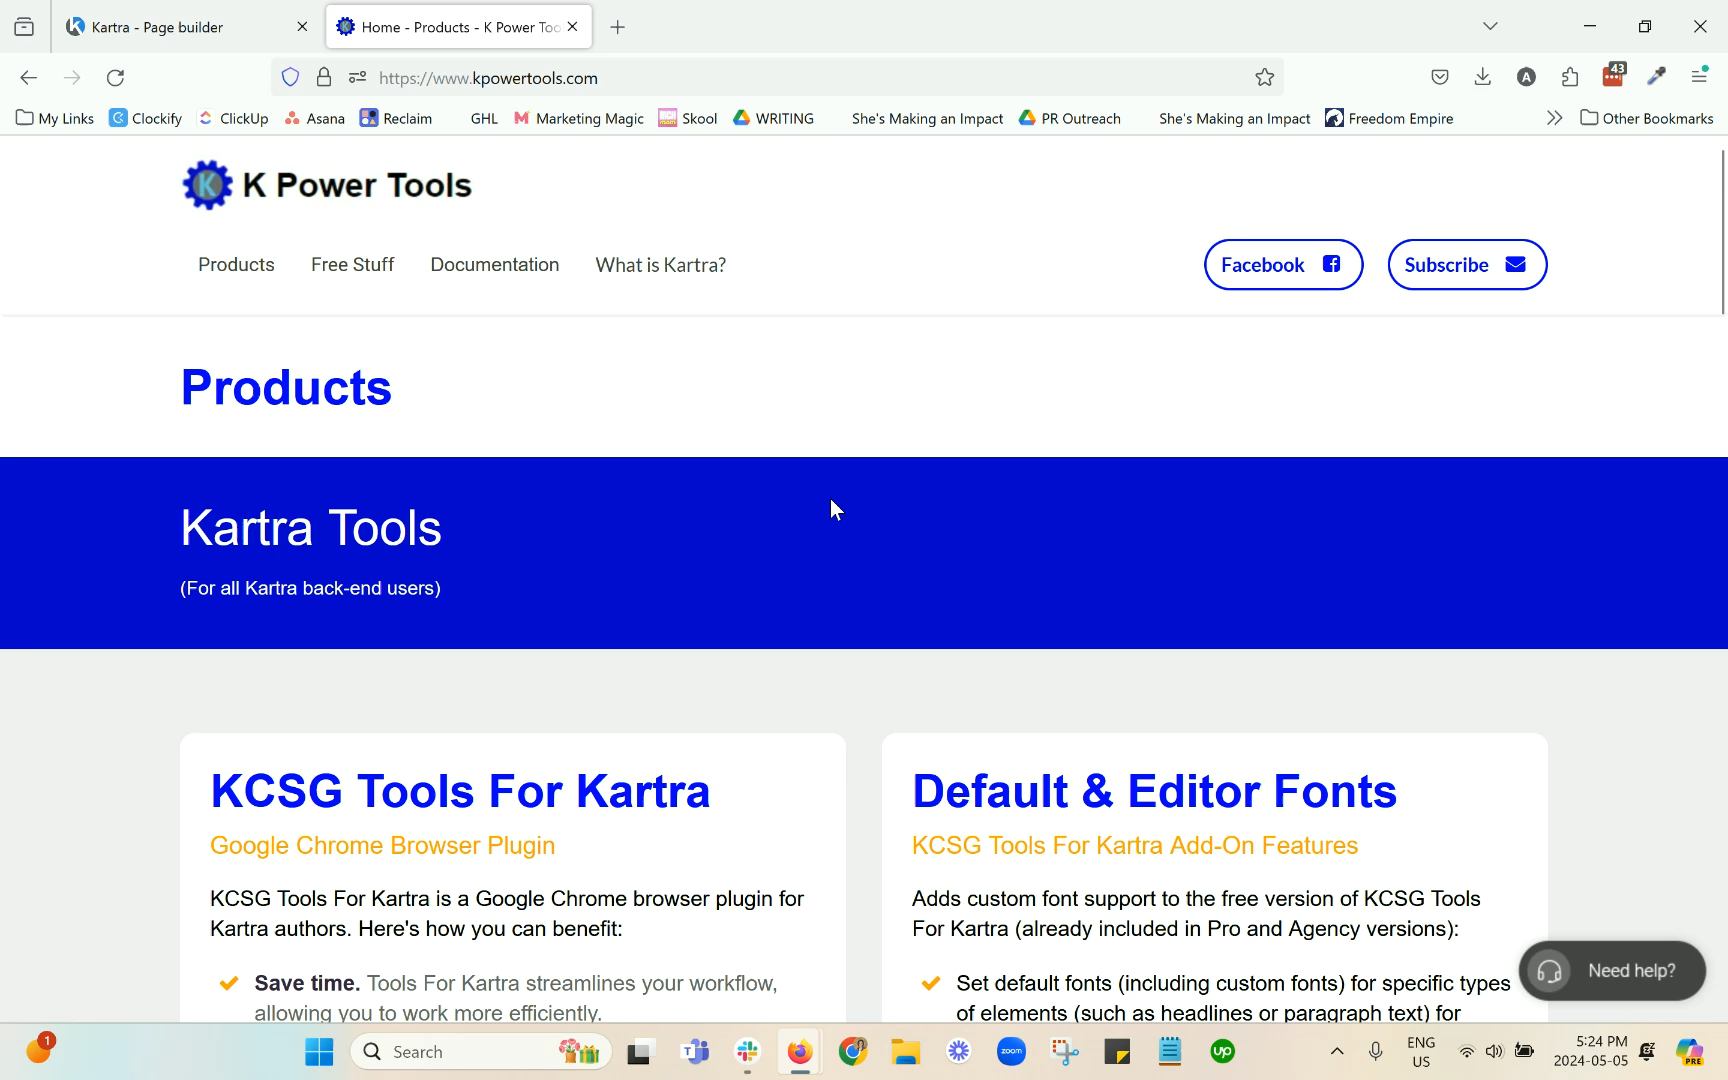 Kartra - Page builder
Home - Products - K Power Too
https://www.kpowertools.com
A
43
My Links
Clockify
ClickUp
Asana
Reclaim
GHL
Marketing Magic
Skool
WRITING
She's Making an Impact
PR Outreach
She's Making an Impact
Freedom Empire
Other Bookmarks
K Power Tools
Products
Free Stuff
Documentation
What is Kartra?
Facebook
Subscribe
Products
Kartra Tools
(For all Kartra back-end users)
KCSG Tools For Kartra
Google Chrome Browser Plugin
KCSG Tools For Kartra is a Google Chrome browser plugin for
Kartra authors. Here's how you can benefit:
Save time. Tools For Kartra streamlines your workflow,
allowing you to work more efficiently.
Default & Editor Fonts
KCSG Tools For Kartra Add-On Features
Adds custom font support to the free version of KCSG Tools
For Kartra (already included in Pro and Agency versions):
Set default fonts (including custom fonts) for specific types
of elements (such as headlines or paragraph text) for
Need help?
1
Search
zoom
up
ENG
US
5:24 PM
2024-05-05
PRE